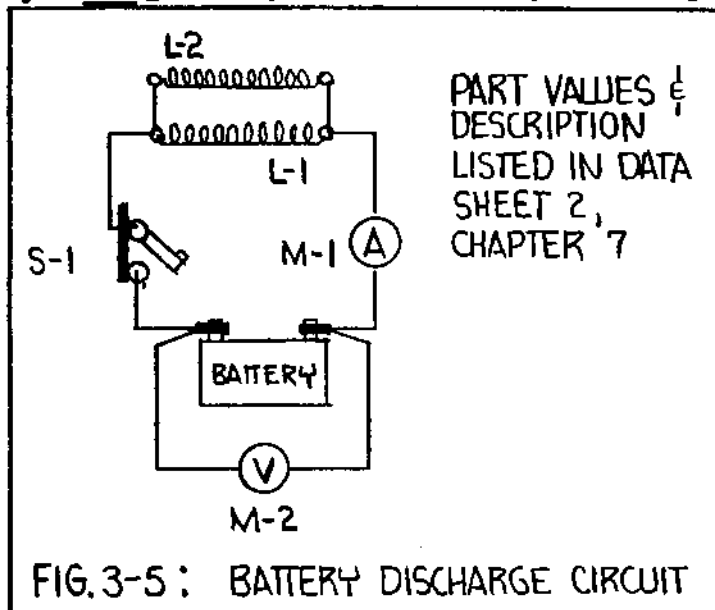 L-2
L-1
PART VALUES &
DESCRIPTION
LISTED IN DATA
SHEET 2,
CHAPTER 7
S-1
M-1
A
BATTERY
V
M-2
FIG. 3-5: BATTERY DISCHARGE CIRCUIT